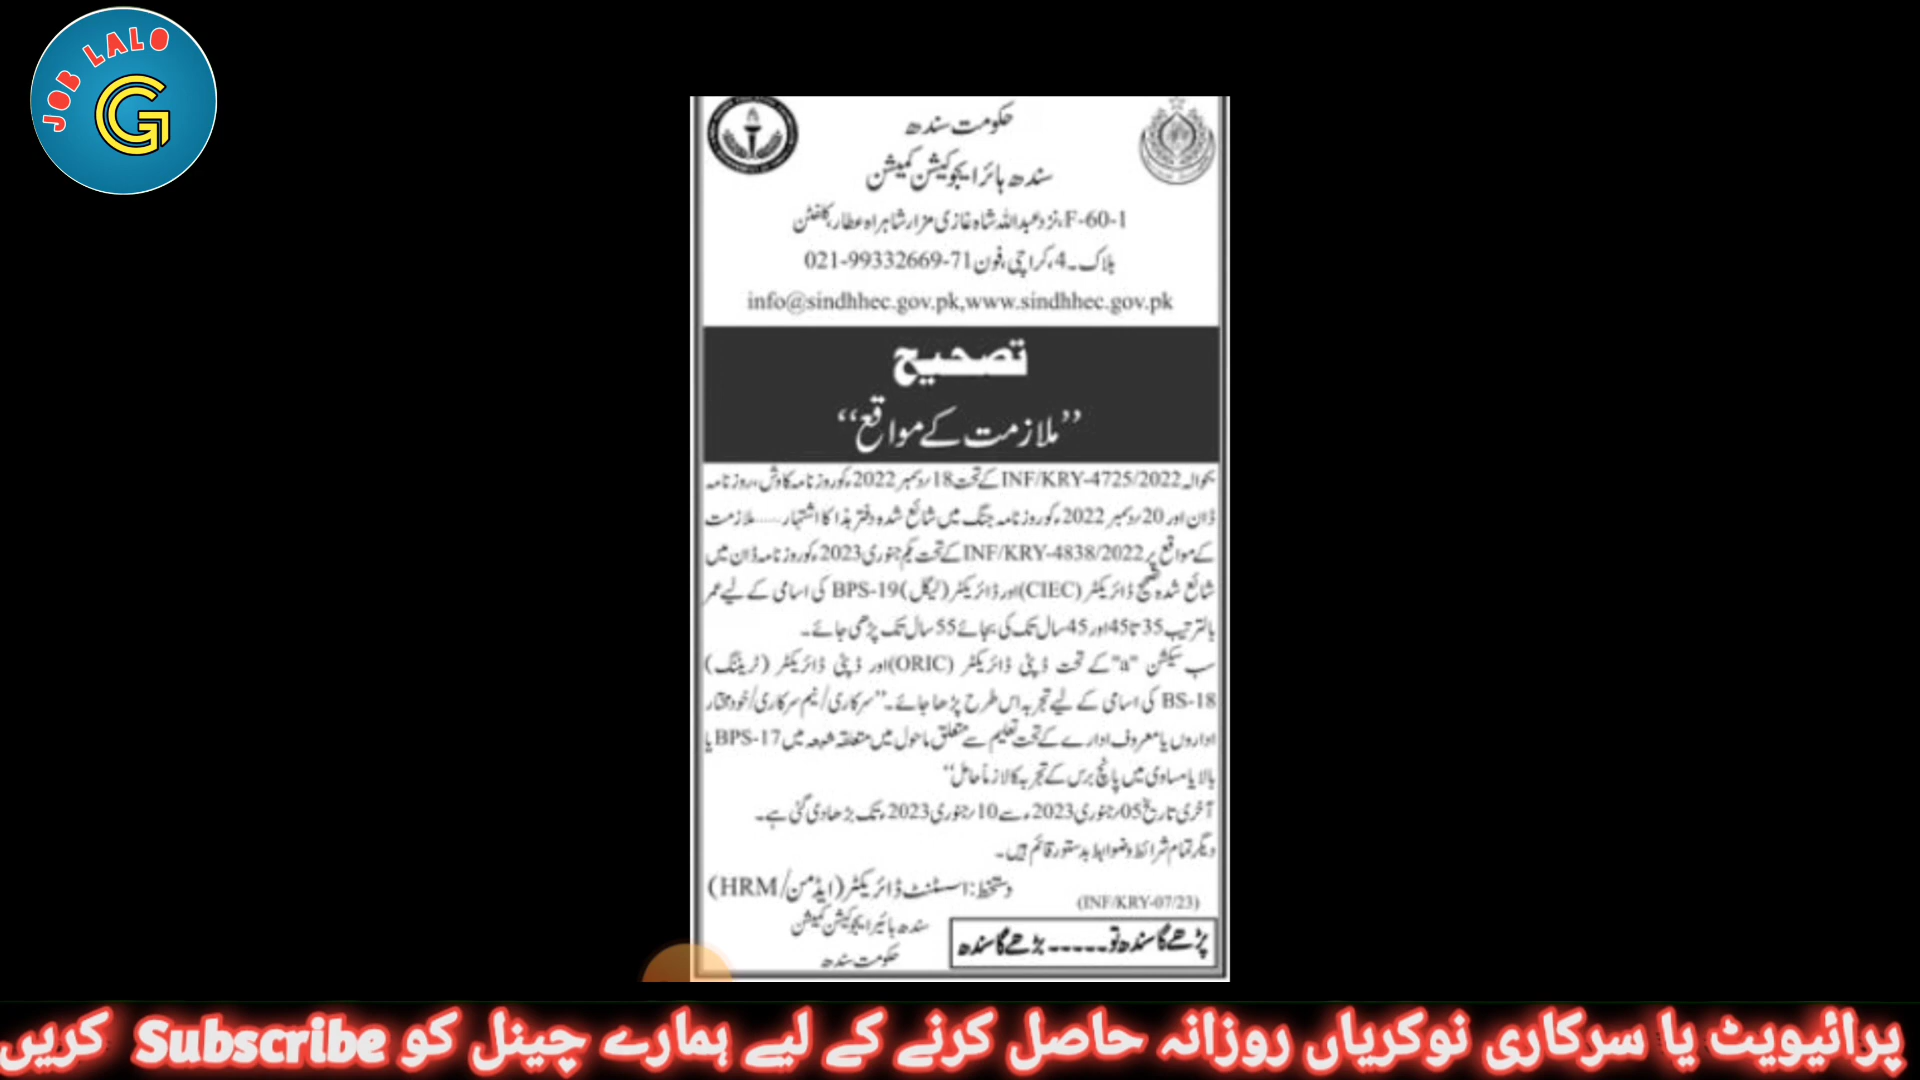 JOB LALO
G
حکومت سندھ
سندھ ہائر ایجوکیشن کمیشن
F-60-1، نزد عبداللہ شاہ غازی مزار شاہراہ عطار، کلفٹن
بلاک۔4، کراچی، فون 71-99332669-021
info@sindhhec.gov.pk,www.sindhhec.gov.pk
تصحیح
”ملازمت کے مواقع“
بحوالہ INF/KRY-4725/2022 کے تحت 18؍دسمبر 2022ء کو روزنامہ کاوش، روزنامہ
ڈان اور 20؍دسمبر 2022ء کو روزنامہ جنگ میں شائع شدہ دفتر ہذا کا اشتہار......ملازمت
کے مواقع پر INF/KRY-4838/2022 کے تحت یکم جنوری 2023ء کو روزنامہ ڈان میں
شائع شدہ تصحیح ڈائریکٹر (CIEC) اور ڈائریکٹر (لیگل) BPS-19 کی اسامی کے لیے عمر
بالترتیب 35 تا 45 اور 45 سال تک کی بجائے 55 سال تک پڑھی جائے۔
سب سیکشن "a" کے تحت ڈپٹی ڈائریکٹر (ORIC) اور ڈپٹی ڈائریکٹر (ٹریننگ)
BS-18 کی اسامی کے لیے تجربہ اس طرح پڑھا جائے۔”سرکاری/نیم سرکاری/خودمختار
اداروں یا معروف ادارے کے تحت تعلیم سے متعلق ماحول میں متعلقہ شعبہ میں BPS-17 یا
بالا یا مساوی میں پانچ برس کے تجربہ کا لازماً حامل“
آخری تاریخ 05؍جنوری 2023ء سے 10؍جنوری 2023ء تک بڑھا دی گئی ہے۔
دیگر تمام شرائط و ضوابط بدستور قائم ہیں۔
دستخط: اسسٹنٹ ڈائریکٹر (ایڈمن/HRM)
(INF/KRY-07/23)
سندھ ہائیر ایجوکیشن کمیشن
حکومت سندھ
پڑھے گا سندھ تو-----بڑھے گا سندھ
پرائیویٹ یا سرکاری نوکریاں روزانہ حاصل کرنے کے لیے ہمارے چینل کو Subscribe کریں